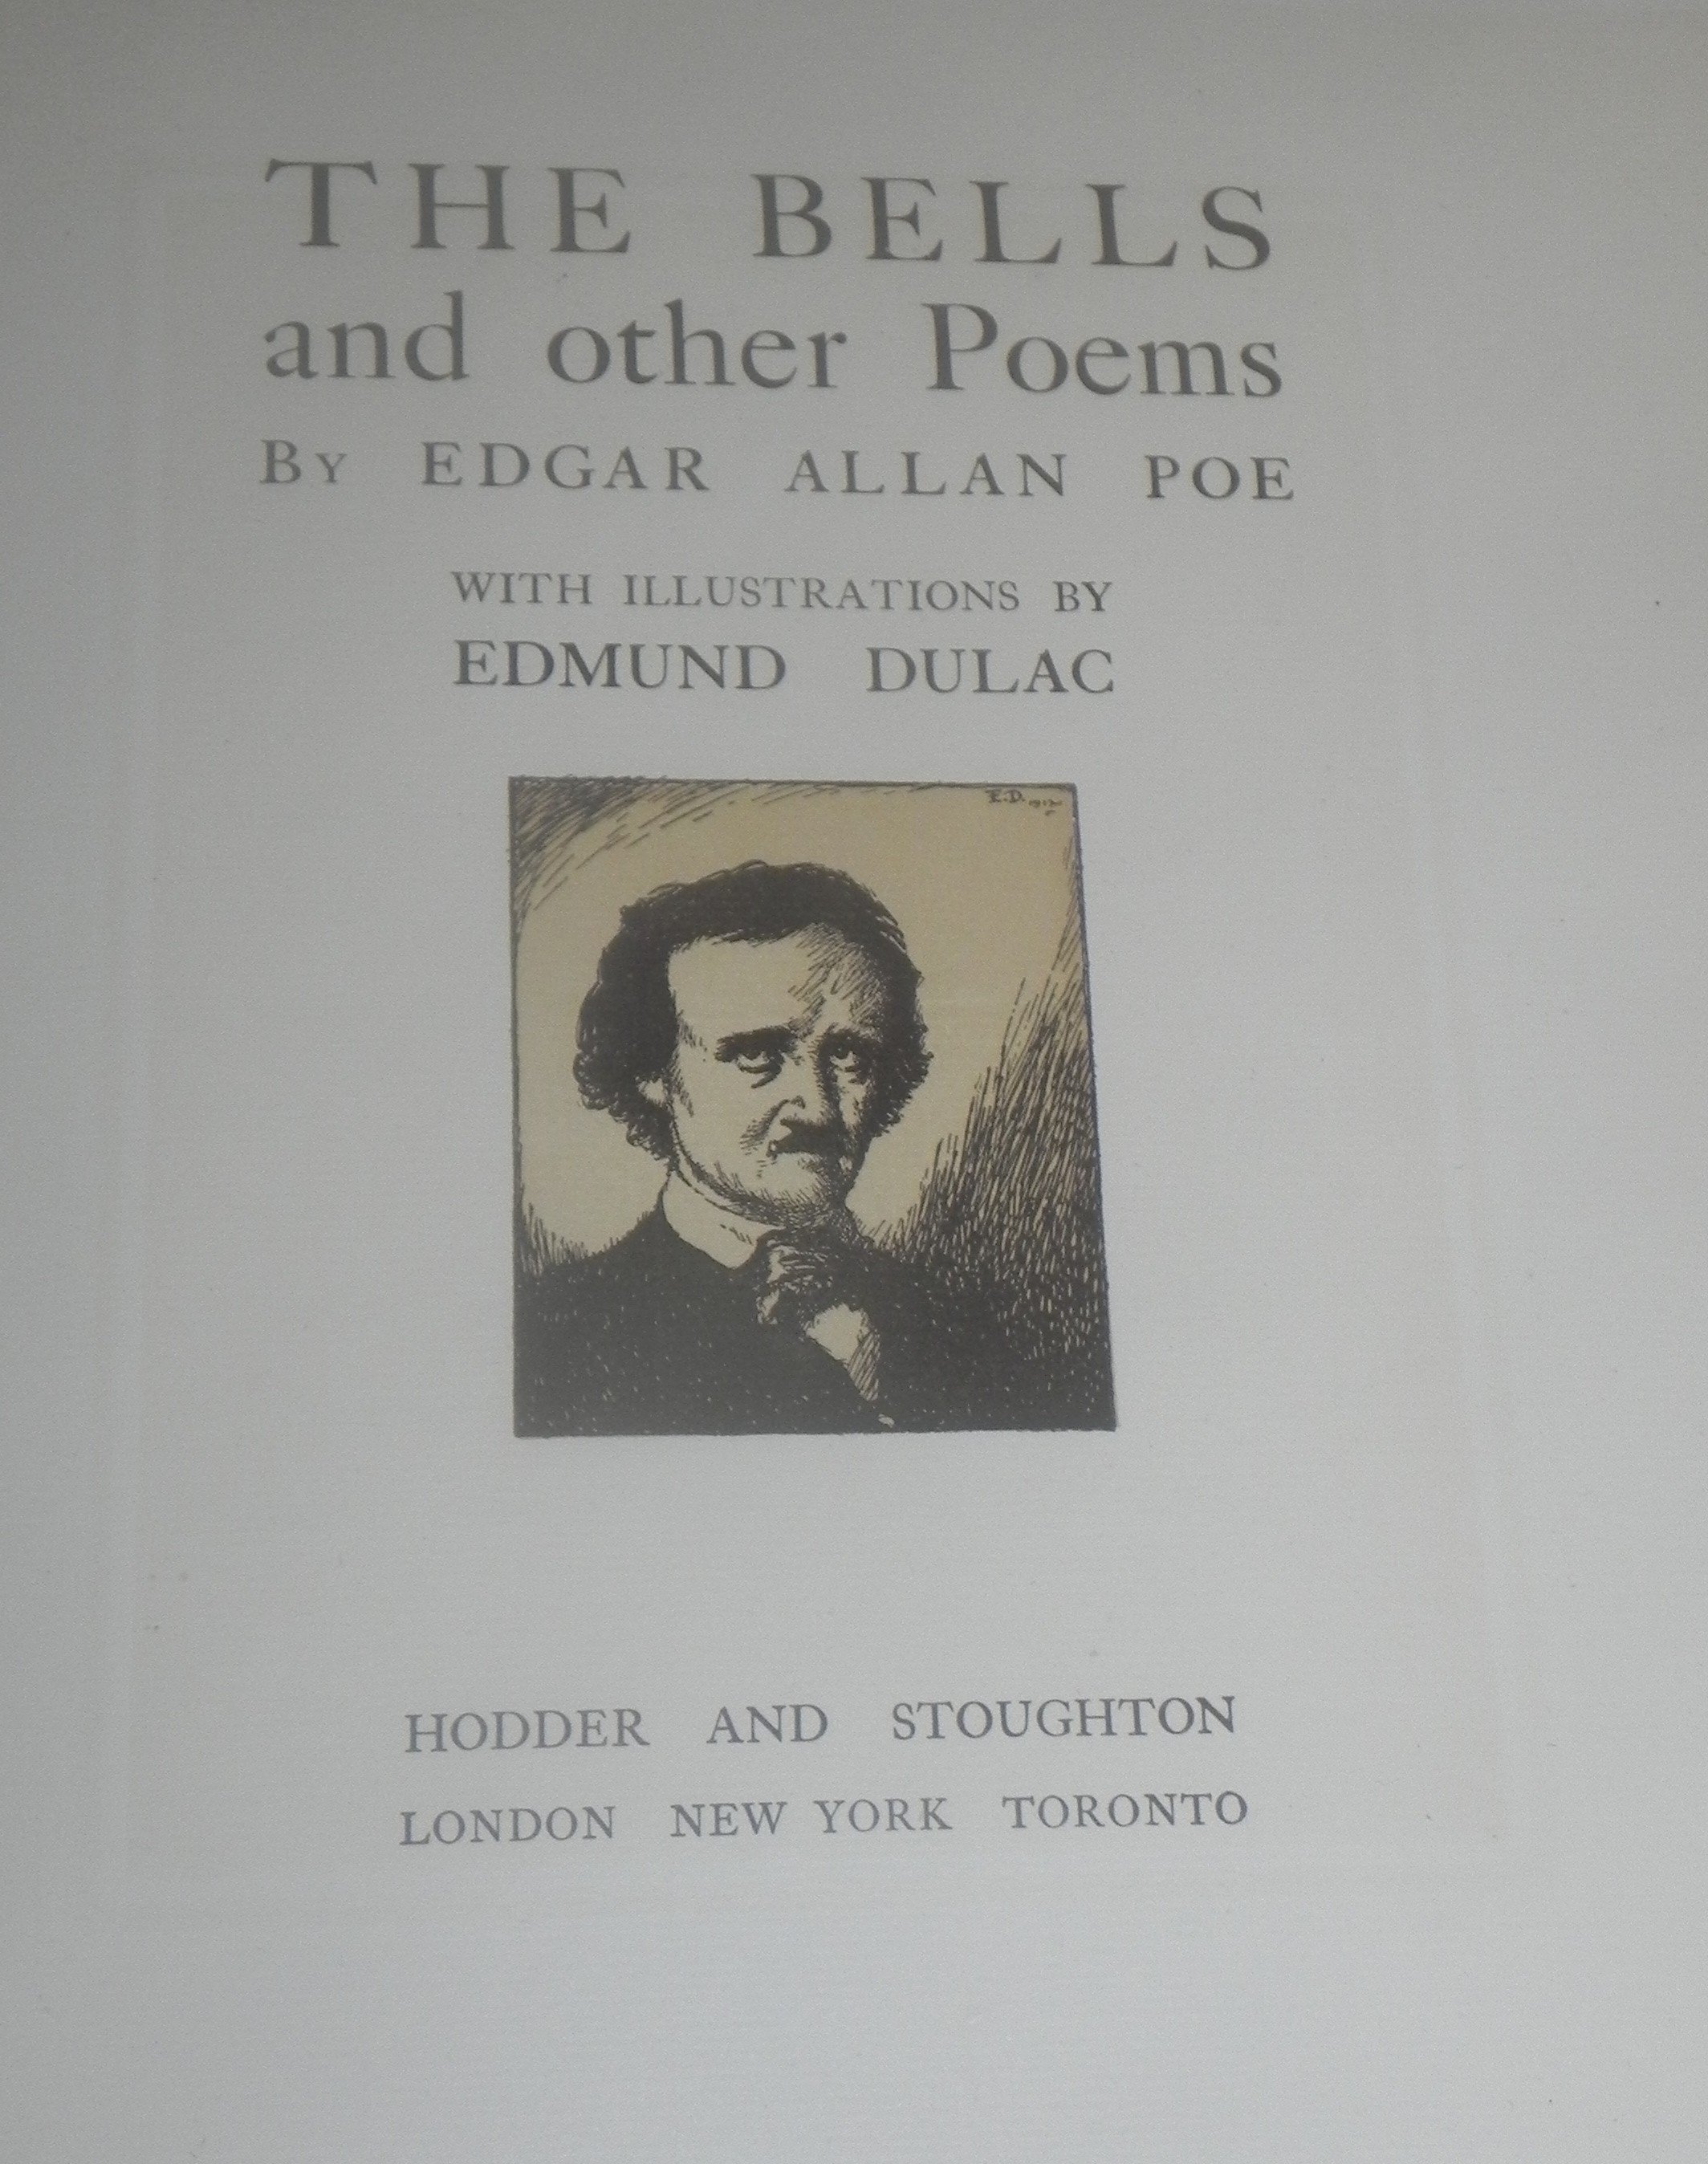 THE BELLS
and other Poems
By EDGAR ALLAN POE
WITH ILLUSTRATIONS BY
EDMUND DULAC
E.D. 1912
HODDER AND STOUGHTON
LONDON NEW YORK TORONTO